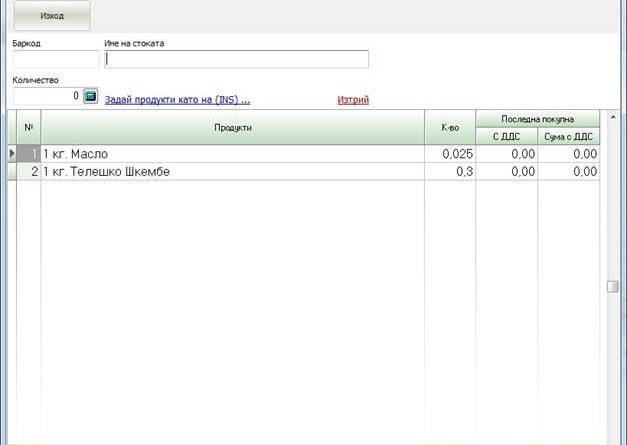 Изход
Баркод Име на стоката
Количество
0 Задай продукти като на (INS) ... Изтрий
№ Продукти К-во Последна покупна
С ДДС Сума с ДДС
1 1 кг. Масло 0,025 0,00 0,00
2 1 кг. Телешко Шкембе 0,3 0,00 0,00